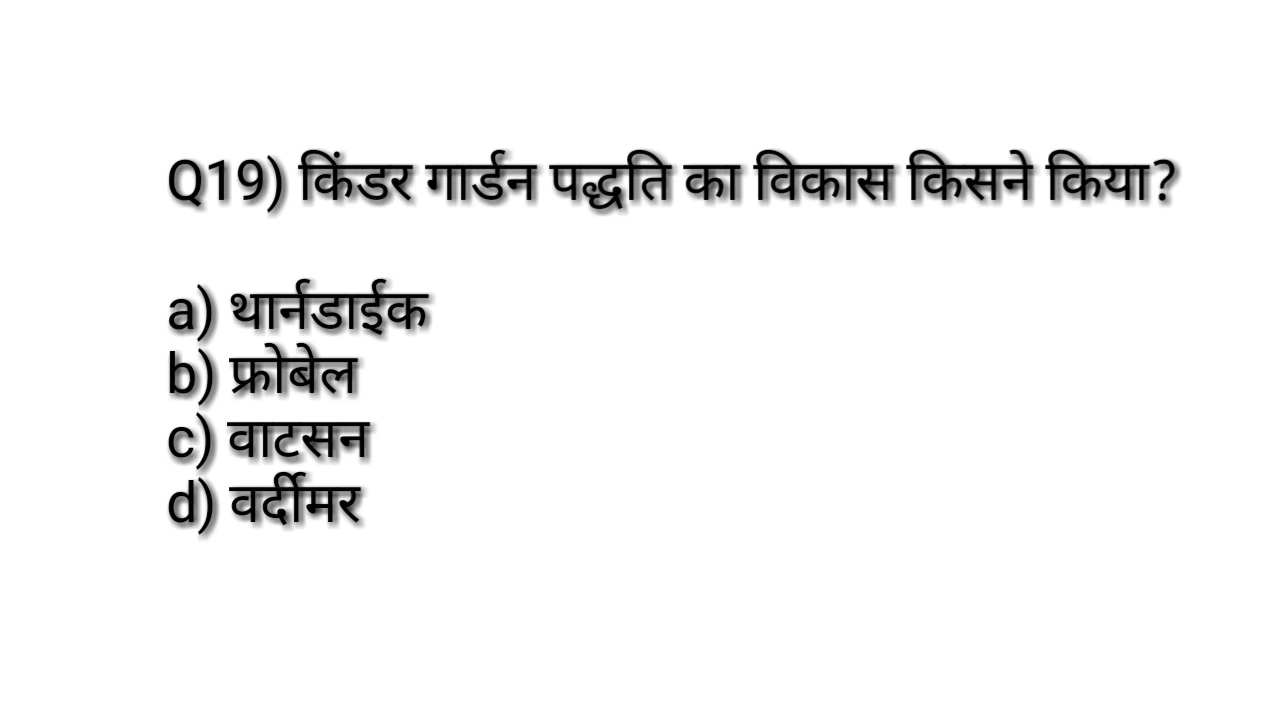 Q19) किंडर गार्डन पद्धति का विकास किसने किया?
a) थार्नडाईक
b) फ्रोबेल
c) वाटसन
d) वर्दीमर